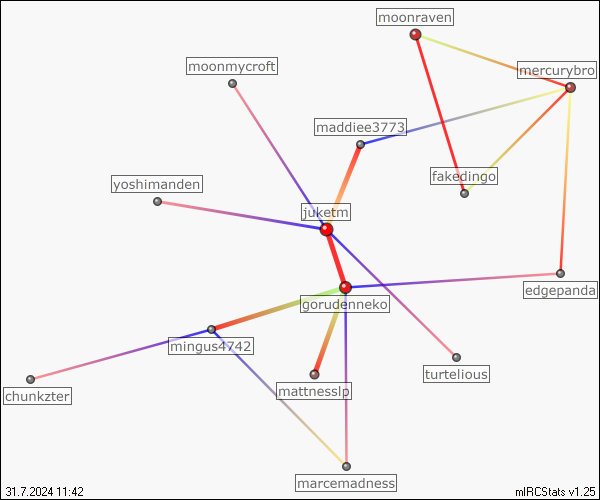 moonraven
moonmycroft
mercurybro
maddiee3773
fakedingo
yoshimanden
juketm
edgepanda
gorudenneko
mingus4742
turtelious
mattnesslp
chunkzter
marcemadness
31.7.2024 11:42
mIRCStats v1.25